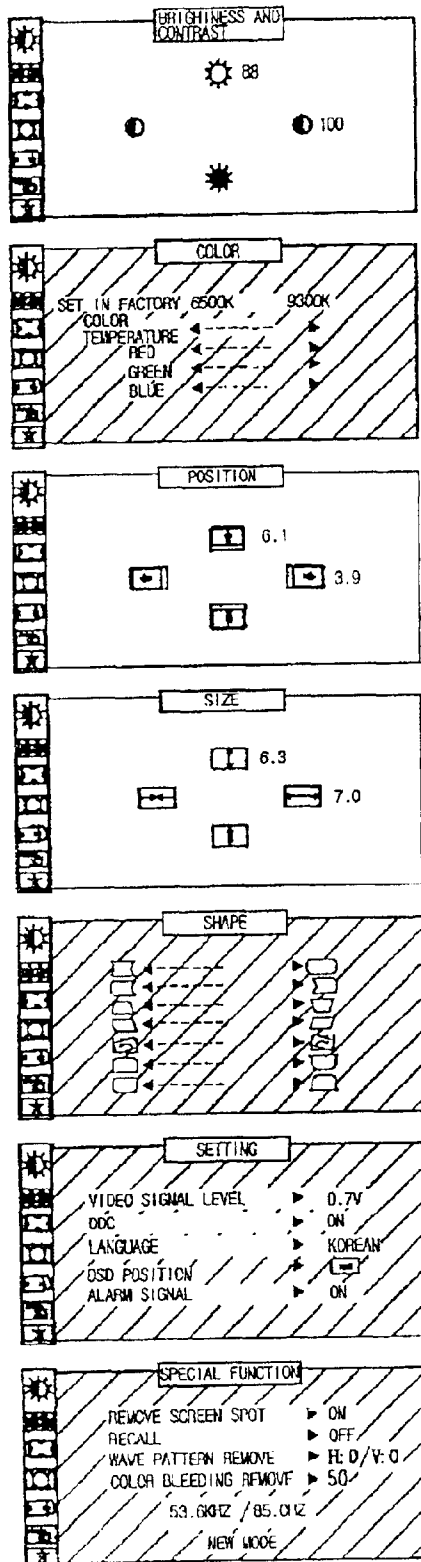 BRIGHTNESS AND
CONTRAST
88
100
COLOR
SET IN FACTORY 6500K 9300K
COLOR
TEMPERATURE
RED
GREEN
BLUE
POSITION
6.1
3.9
SIZE
6.3
7.0
SHAPE
SETTING
VIDEO SIGNAL LEVEL ▶ 0.7V
DDC ▶ ON
LANGUAGE ▶ KOREAN
OSD POSITION ▶
ALARM SIGNAL ▶ ON
SPECIAL FUNCTION
REMOVE SCREEN SPOT ▶ ON
RECALL ▶ OFF
WAVE PATTERN REMOVE ▶ H:0/V:0
COLOR BLEEDING REMOVE ▶ 50
53.6KHZ /85.0HZ
NEW MODE